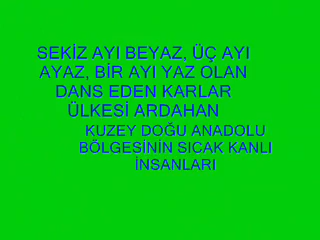 SEKİZ AYI BEYAZ, ÜÇ AYI
AYAZ, BİR AYI YAZ OLAN
DANS EDEN KARLAR
ÜLKESİ ARDAHAN
KUZEY DOĞU ANADOLU
BÖLGESİNİN SICAK KANLI
İNSANLARI